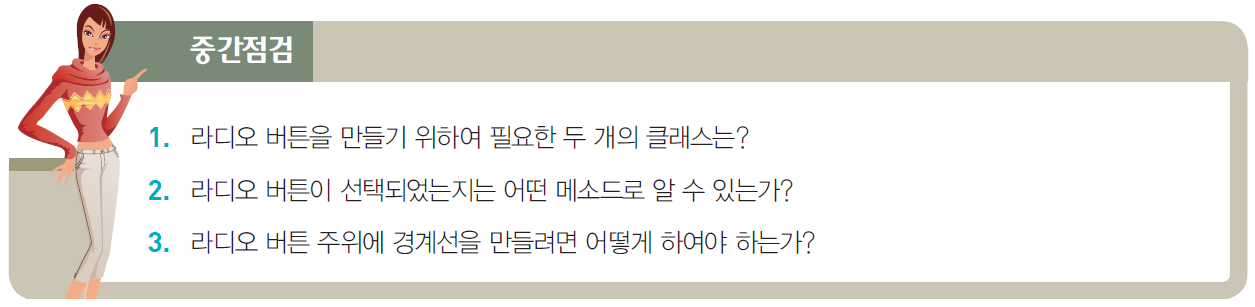 중간점검
1. 라디오 버튼을 만들기 위하여 필요한 두 개의 클래스는?
2. 라디오 버튼이 선택되었는지는 어떤 메소드로 알 수 있는가?
3. 라디오 버튼 주위에 경계선을 만들려면 어떻게 하여야 하는가?